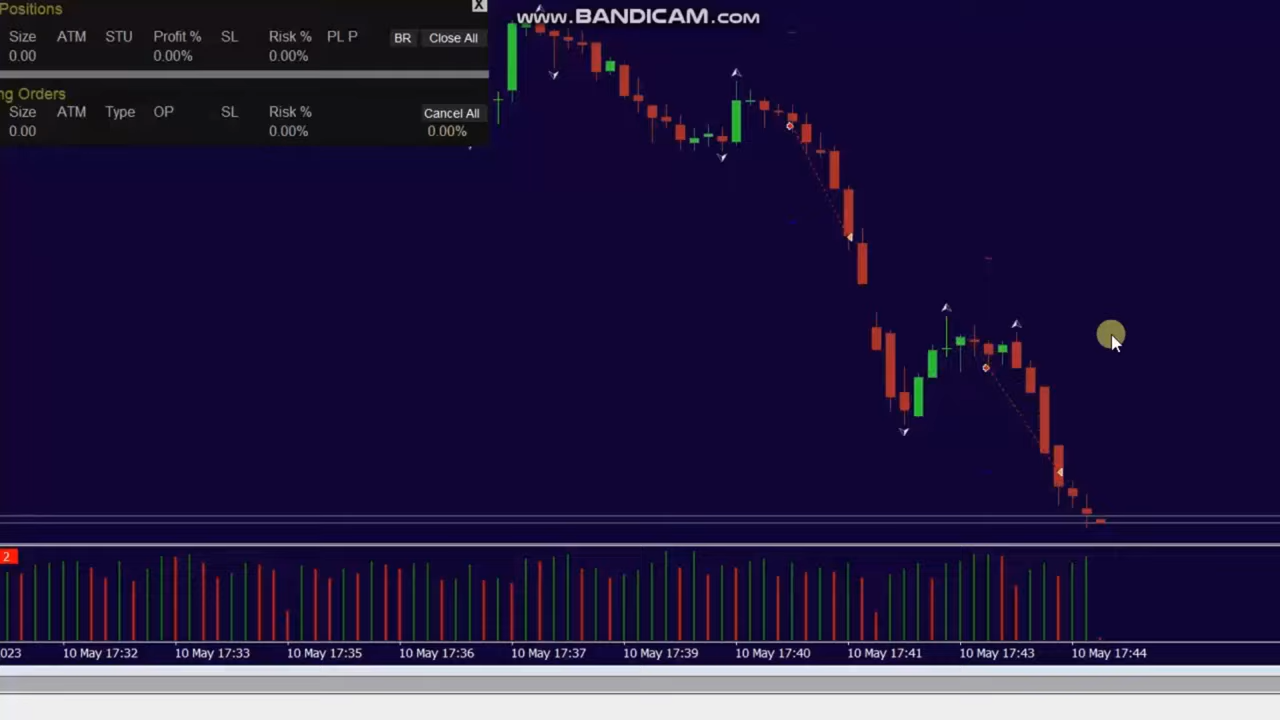 Positions
X
www.BANDICAM.com
Size ATM STU Profit % SL Risk % PL P BR Close All
0.00 0.00% 0.00%
ng Orders
Size ATM Type OP SL Risk % Cancel All
0.00 0.00% 0.00%
2
023 10 May 17:32 10 May 17:33 10 May 17:35 10 May 17:36 10 May 17:37 10 May 17:39 10 May 17:40 10 May 17:41 10 May 17:43 10 May 17:44